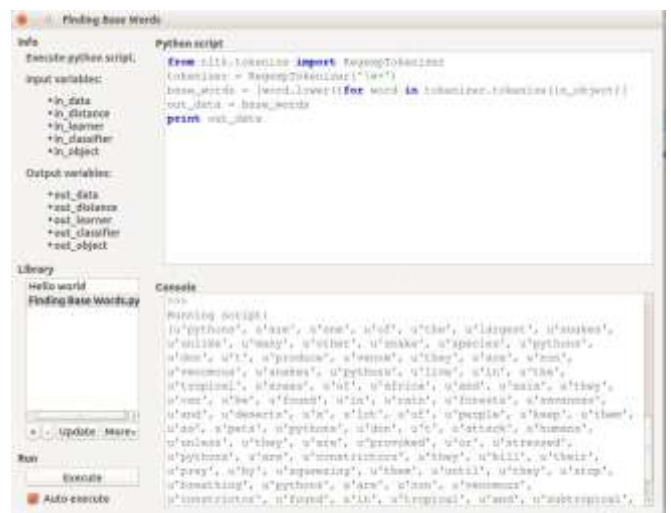 Finding Base Words
Info
Execute python script.
Input variables:
in_data
in_distance
in_learner
in_classifier
in_object
Output variables:
out_data
out_distance
out_learner
out_classifier
out_object
Library
Hello world
Finding Base Words.py
+ - Update More
Run
Execute
Auto execute
Python script
from nltk.tokenize import RegexpTokenizer
tokenizer = RegexpTokenizer('\w+')
base_words = [word.lower() for word in tokenizer.tokenize(in_object)]
out_data = base_words
print out_data
Console
>>>
Running script:
[u'pythons', u'are', u'one', u'of', u'the', u'largest', u'snakes',
u'unlike', u'many', u'other', u'snake', u'species', u'pythons',
u'don', u't', u'produce', u'venom', u'they', u'are', u'non',
u'venomous', u'snakes', u'pythons', u'live', u'in', u'the',
u'tropical', u'areas', u'of', u'africa', u'and', u'asia', u'they',
u'can', u'be', u'found', u'in', u'rain', u'forests', u'savannas',
u'and', u'deserts', u'a', u'lot', u'of', u'people', u'keep', u'them',
u'as', u'pets', u'pythons', u'don', u't', u'attack', u'humans',
u'unless', u'they', u'are', u'provoked', u'or', u'stressed',
u'pythons', u'are', u'constrictors', u'they', u'kill', u'their',
u'prey', u'by', u'squeezing', u'them', u'until', u'they', u'stop',
u'breathing', u'pythons', u'are', u'non', u'venomous',
u'constrictor', u'found', u'in', u'tropical', u'and', u'subtropical',